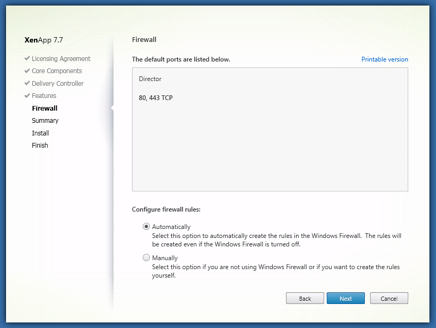 XenApp 7.7
Licensing Agreement
Core Components
Delivery Controller
Features
Firewall
Summary
Install
Finish
Firewall
The default ports are listed below.
Printable version
Director
80, 443 TCP
Configure firewall rules:
Automatically
Select this option to automatically create the rules in the Windows Firewall. The rules will
be created even if the Windows Firewall is turned off.
Manually
Select this option if you are not using Windows Firewall or if you want to create the rules
yourself.
Back
Next
Cancel